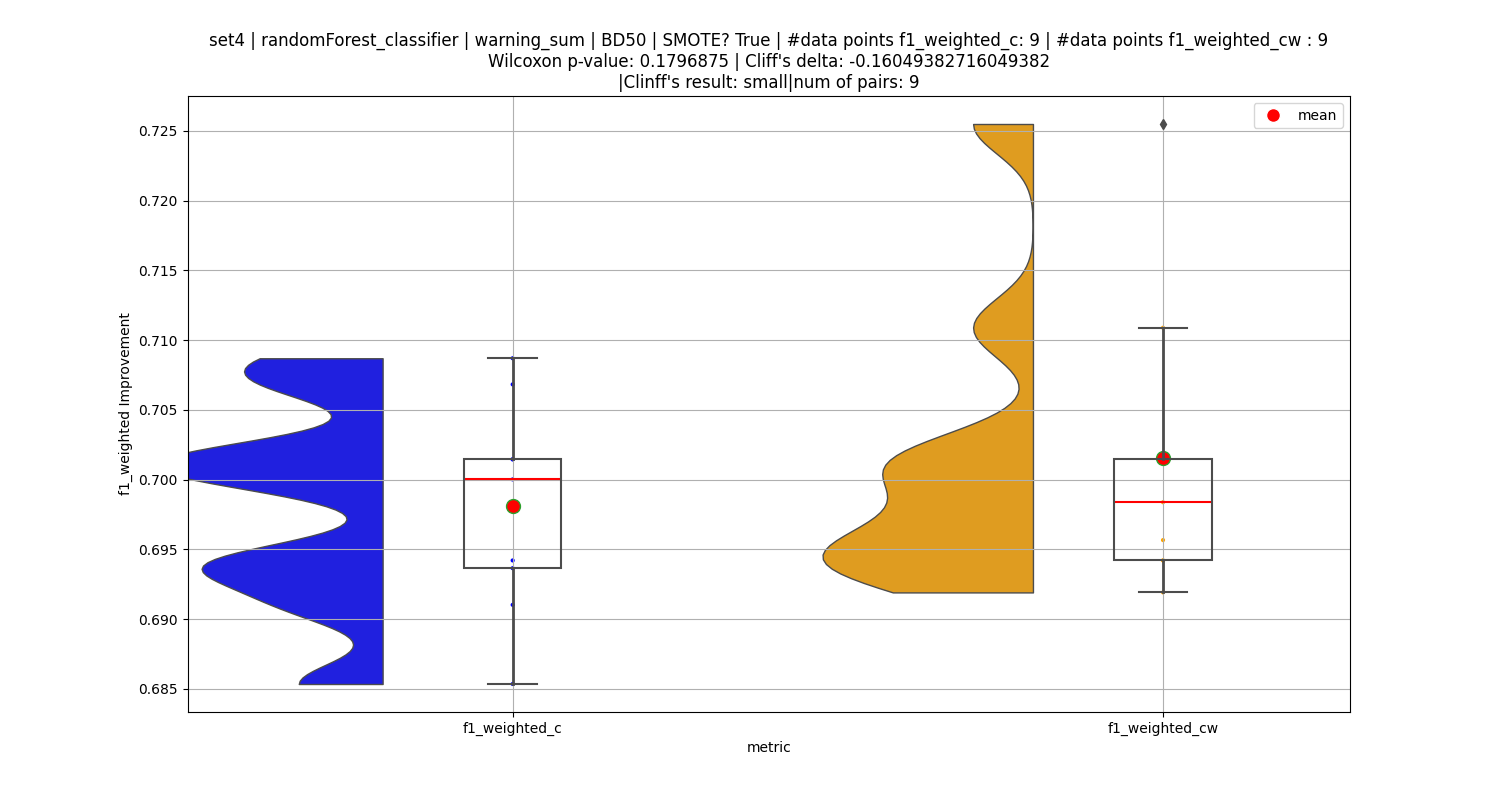 set4 | randomForest_classifier | warning_sum | BD50 | SMOTE? True | #data points f1_weighted_c: 9 | #data points f1_weighted_cw : 9
Wilcoxon p-value: 0.1796875 | Cliff's delta: -0.16049382716049382
|Clinff's result: small|num of pairs: 9
mean
0.725
0.720
0.715
0.710
0.705
0.700
0.695
0.690
0.685
f1_weighted Improvement
f1_weighted_c
f1_weighted_cw
metric